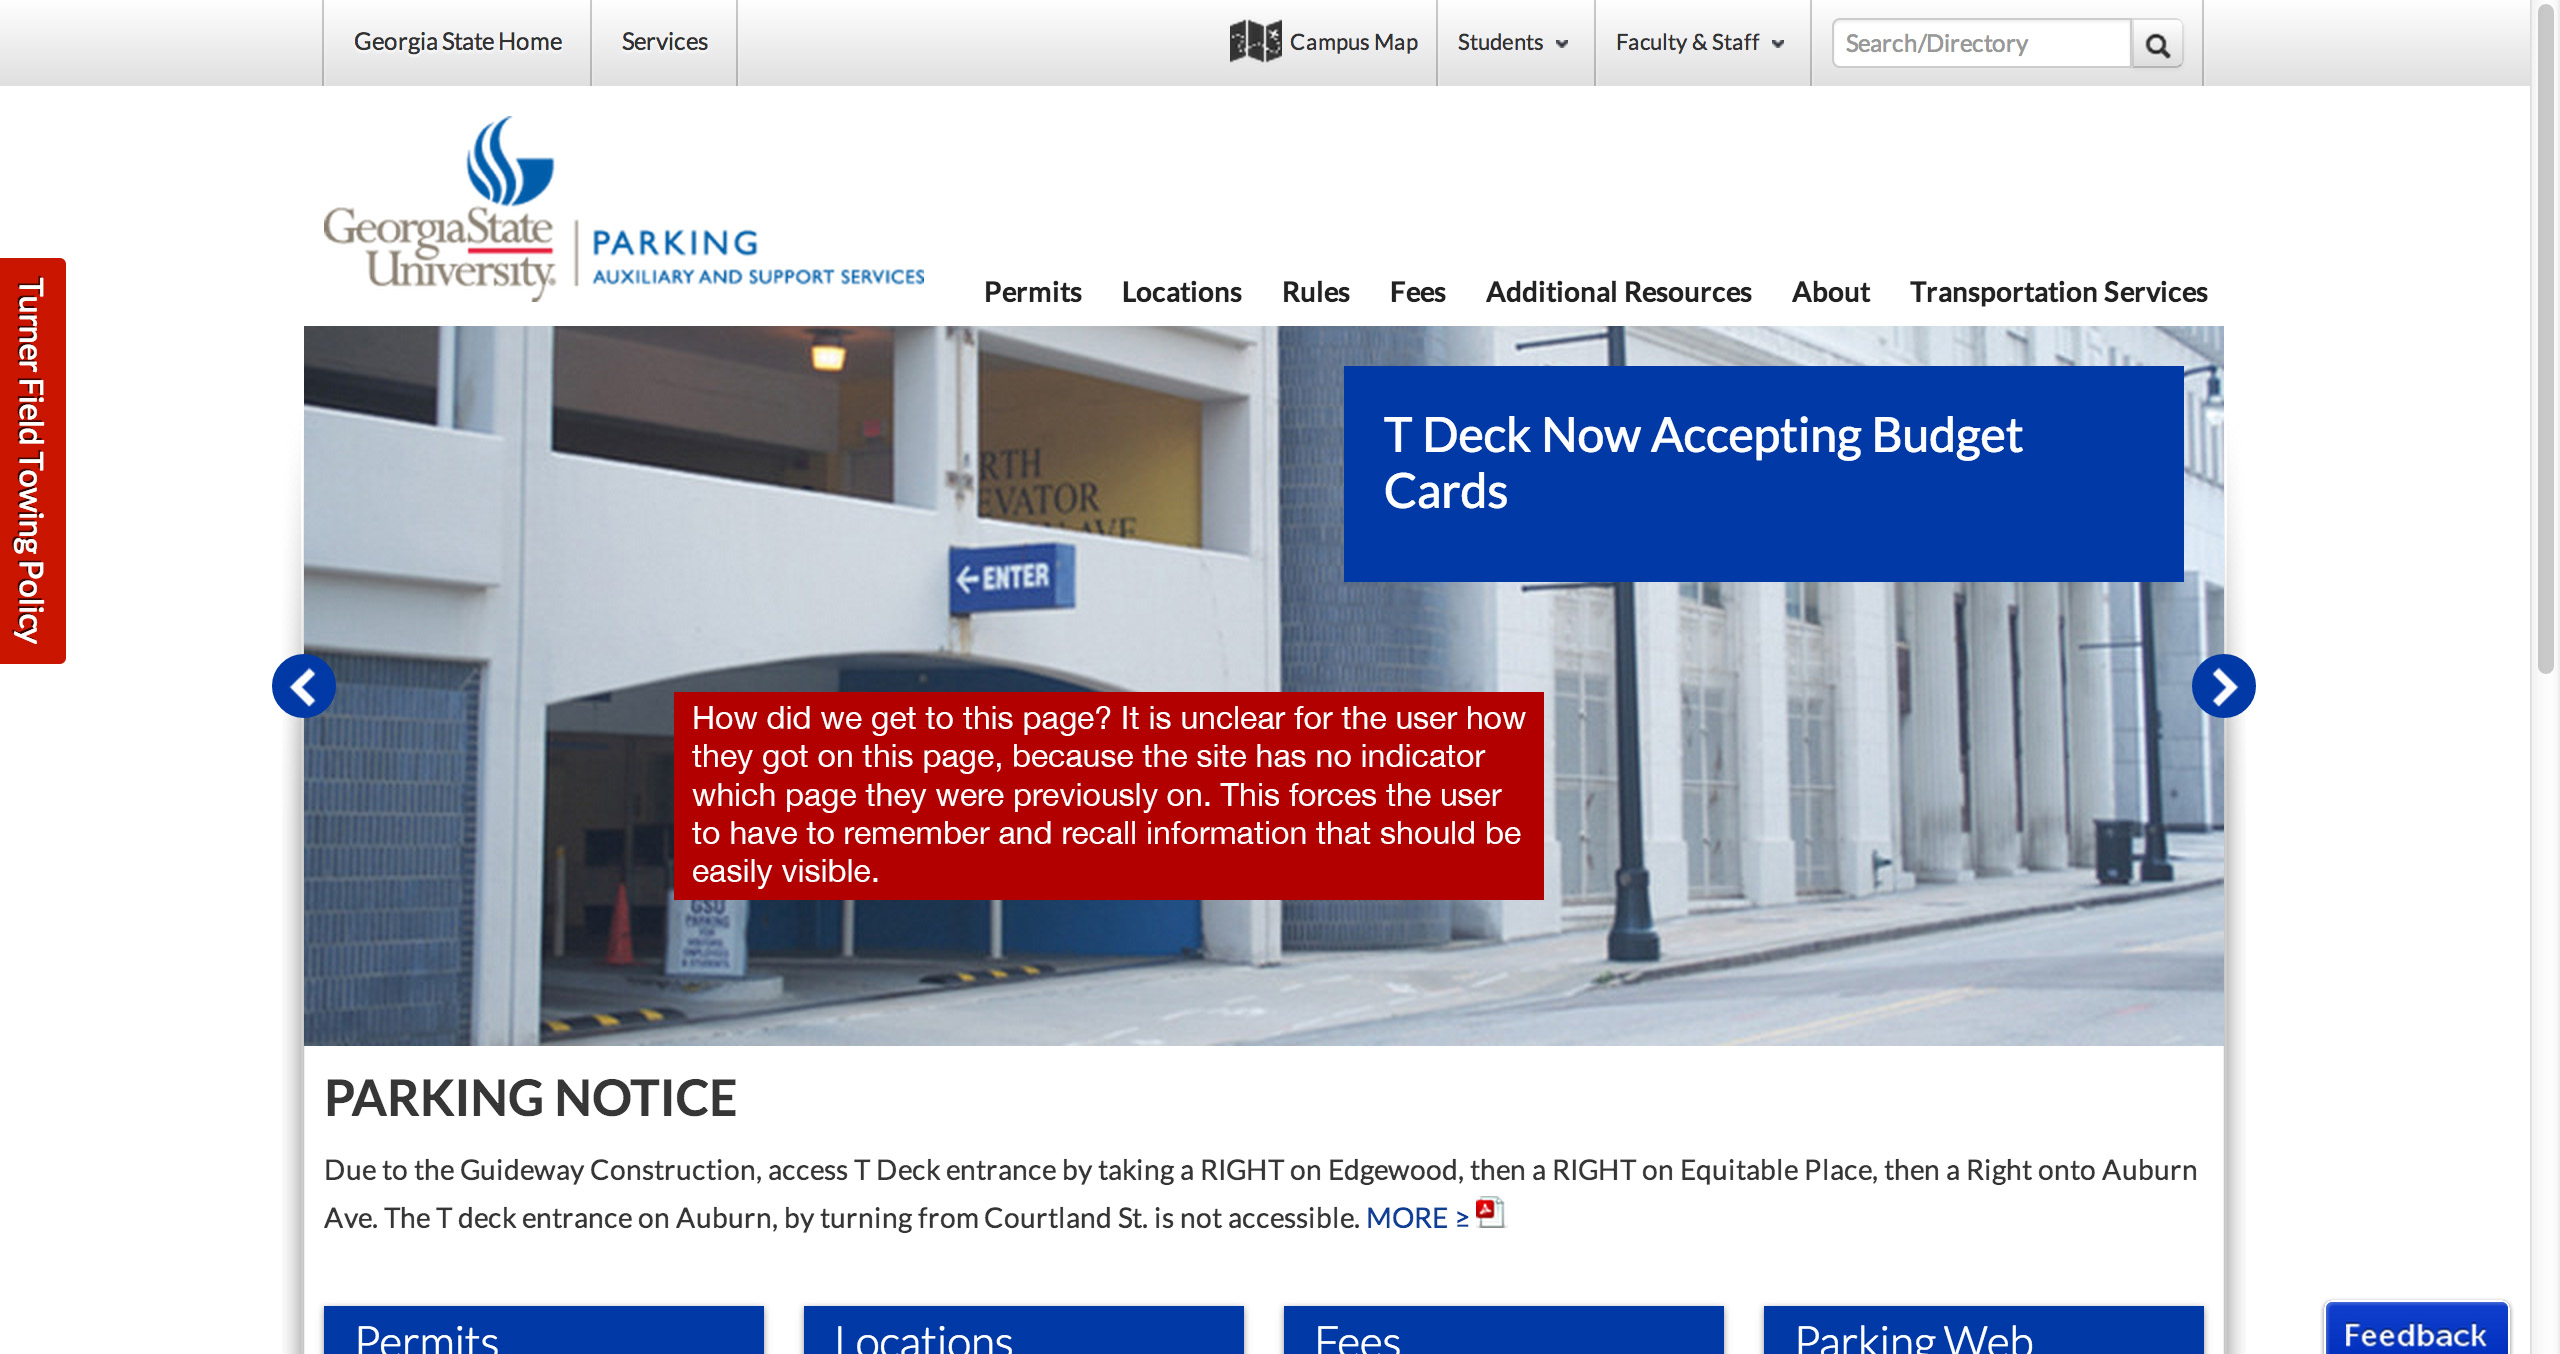 Georgia State Home
Services
Campus Map
Students
Faculty & Staff
Search/Directory
Georgia State
University.
PARKING
AUXILIARY AND SUPPORT SERVICES
Permits
Locations
Rules
Fees
Additional Resources
About
Transportation Services
Turner Field Towing Policy
T Deck Now Accepting Budget
Cards
RTH
EVATOR
AVE
←ENTER
How did we get to this page? It is unclear for the user how
they got on this page, because the site has no indicator
which page they were previously on. This forces the user
to have to remember and recall information that should be
easily visible.
GSU
PARKING
FOR
VISITORS
EMPLOYEES
& STUDENTS
PARKING NOTICE
Due to the Guideway Construction, access T Deck entrance by taking a RIGHT on Edgewood, then a RIGHT on Equitable Place, then a Right onto Auburn
Ave. The T deck entrance on Auburn, by turning from Courtland St. is not accessible. MORE ≥
Permits
Locations
Fees
Parking Web
Feedback